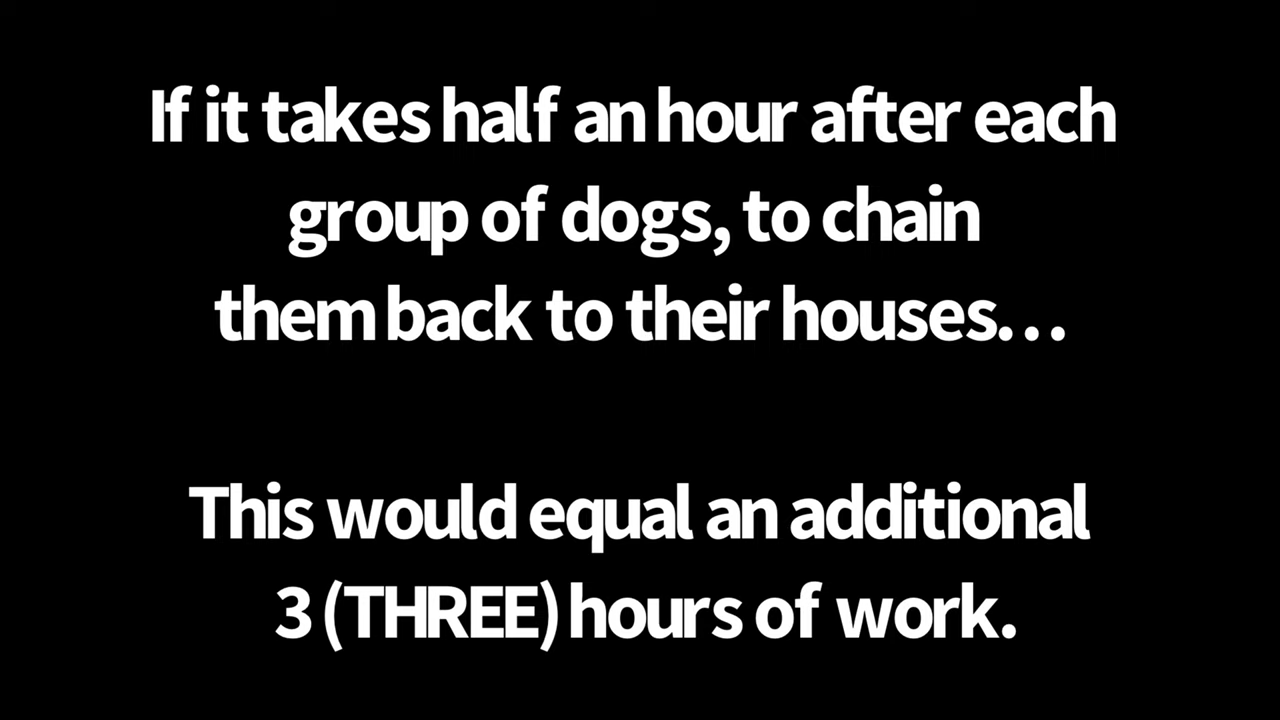 If it takes half an hour after each
group of dogs, to chain
them back to their houses…
This would equal an additional
3 (THREE) hours of work.